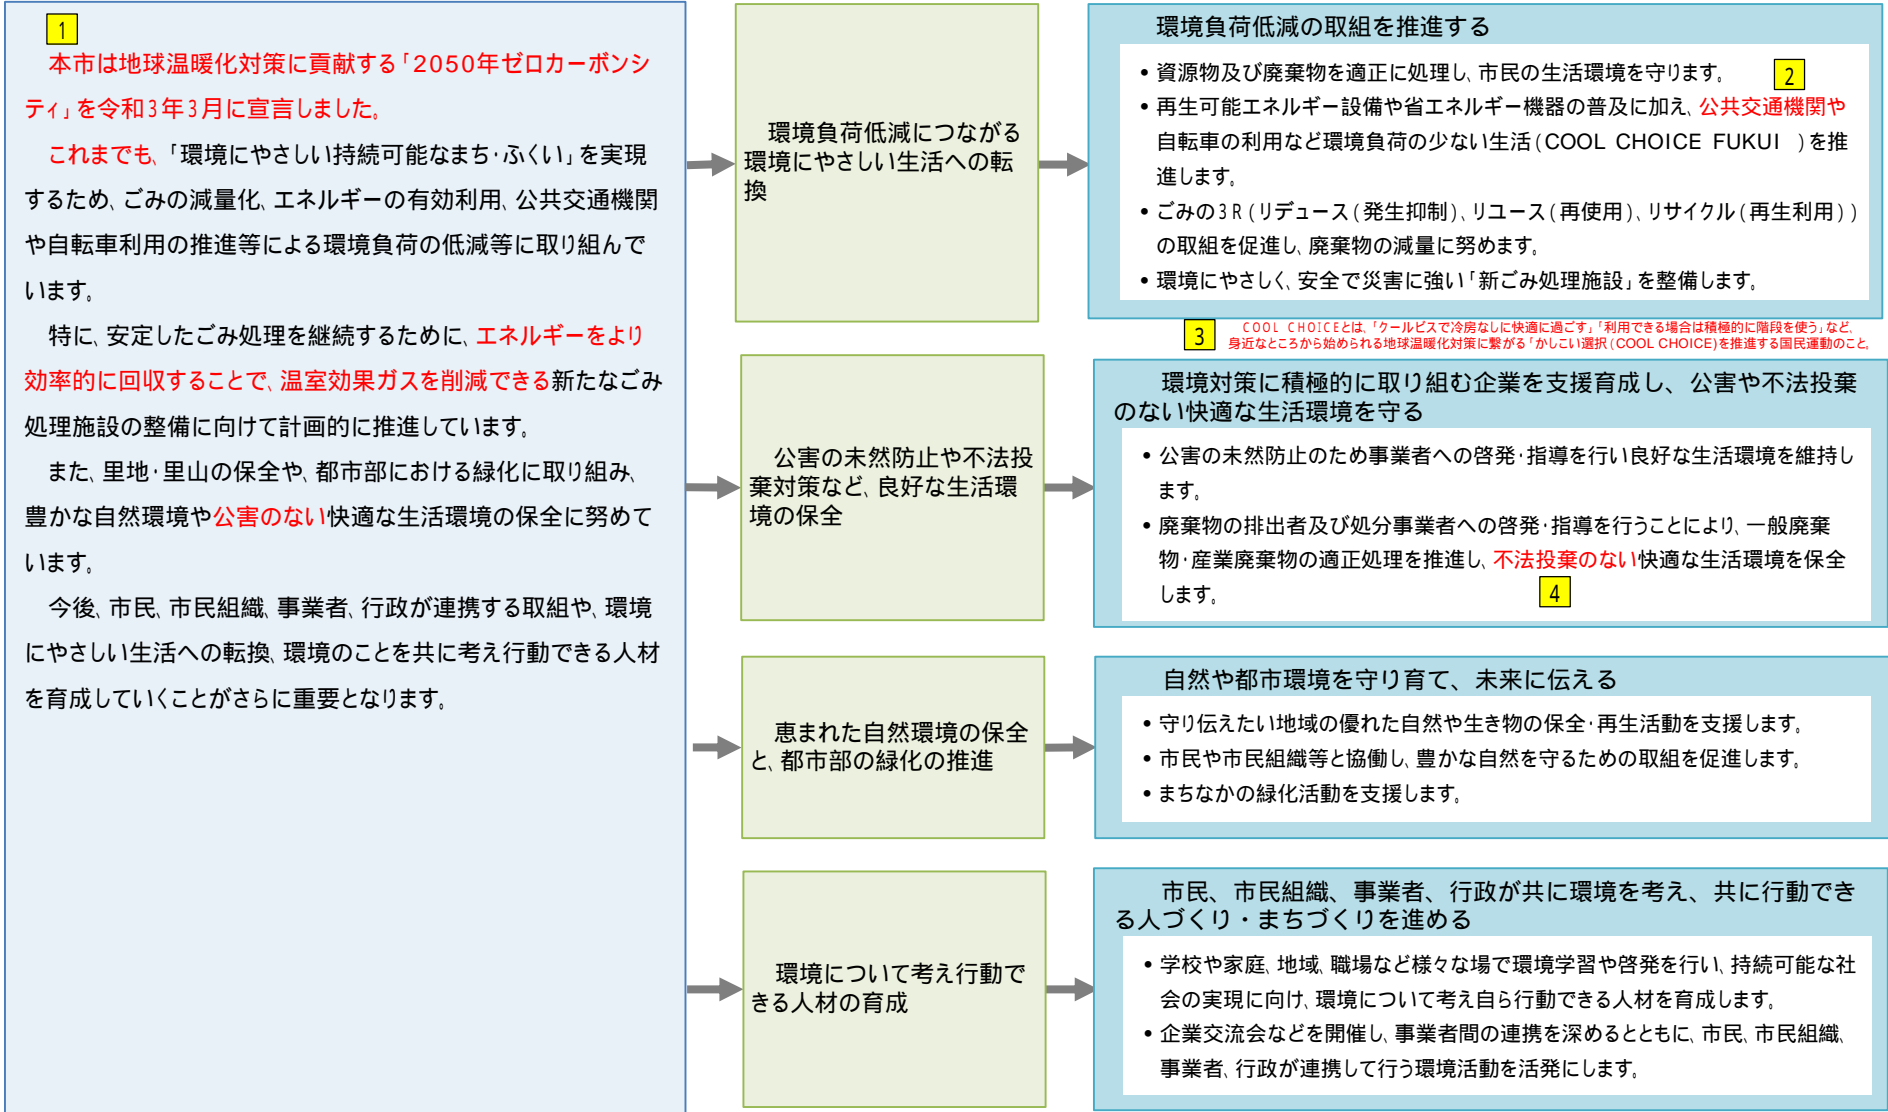 1
本市は地球温暖化対策に貢献する「2050年ゼロカーボンシ
ティ」を令和3年3月に宣言しました。
これまでも、「環境にやさしい持続可能なまち・ふくい」を実現
するため、ごみの減量化、エネルギーの有効利用、公共交通機関
や自転車利用の推進等による環境負荷の低減等に取り組んで
います。
特に、安定したごみ処理を継続するために、エネルギーをより
効率的に回収することで、温室効果ガスを削減できる新たなごみ
処理施設の整備に向けて計画的に推進しています。
また、里地・里山の保全や、都市部における緑化に取り組み、
豊かな自然環境や公害のない快適な生活環境の保全に努めて
います。
今後、市民、市民組織、事業者、行政が連携する取組や、環境
にやさしい生活への転換、環境のことを共に考え行動できる人材
を育成していくことがさらに重要となります。
環境負荷低減につながる
環境にやさしい生活への転
換
環境負荷低減の取組を推進する
• 資源物及び廃棄物を適正に処理し、市民の生活環境を守ります。
2
• 再生可能エネルギー設備や省エネルギー機器の普及に加え、公共交通機関や
自転車の利用など環境負荷の少ない生活(COOL CHOICE FUKUI )を推
進します。
• ごみの3R(リデュース(発生抑制)、リユース(再使用)、リサイクル(再生利用))
の取組を促進し、廃棄物の減量に努めます。
• 環境にやさしく、安全で災害に強い「新ごみ処理施設」を整備します。
3
COOL CHOICEとは、「クールビズで冷房なしに快適に過ごす」「利用できる場合は積極的に階段を使う」など、
身近なところから始められる地球温暖化対策に繋がる「かしこい選択(COOL CHOICE)を推進する国民運動のこと。
公害の未然防止や不法投
棄対策など、良好な生活環
境の保全
環境対策に積極的に取り組む企業を支援育成し、公害や不法投棄
のない快適な生活環境を守る
• 公害の未然防止のため事業者への啓発・指導を行い良好な生活環境を維持し
ます。
• 廃棄物の排出者及び処分事業者への啓発・指導を行うことにより、一般廃棄
物・産業廃棄物の適正処理を推進し、不法投棄のない快適な生活環境を保全
します。
4
恵まれた自然環境の保全
と、都市部の緑化の推進
自然や都市環境を守り育て、未来に伝える
• 守り伝えたい地域の優れた自然や生き物の保全・再生活動を支援します。
• 市民や市民組織等と協働し、豊かな自然を守るための取組を促進します。
• まちなかの緑化活動を支援します。
環境について考え行動で
きる人材の育成
市民、市民組織、事業者、行政が共に環境を考え、共に行動でき
る人づくり・まちづくりを進める
• 学校や家庭、地域、職場など様々な場で環境学習や啓発を行い、持続可能な社
会の実現に向け、環境について考え自ら行動できる人材を育成します。
• 企業交流会などを開催し、事業者間の連携を深めるとともに、市民、市民組織、
事業者、行政が連携して行う環境活動を活発にします。